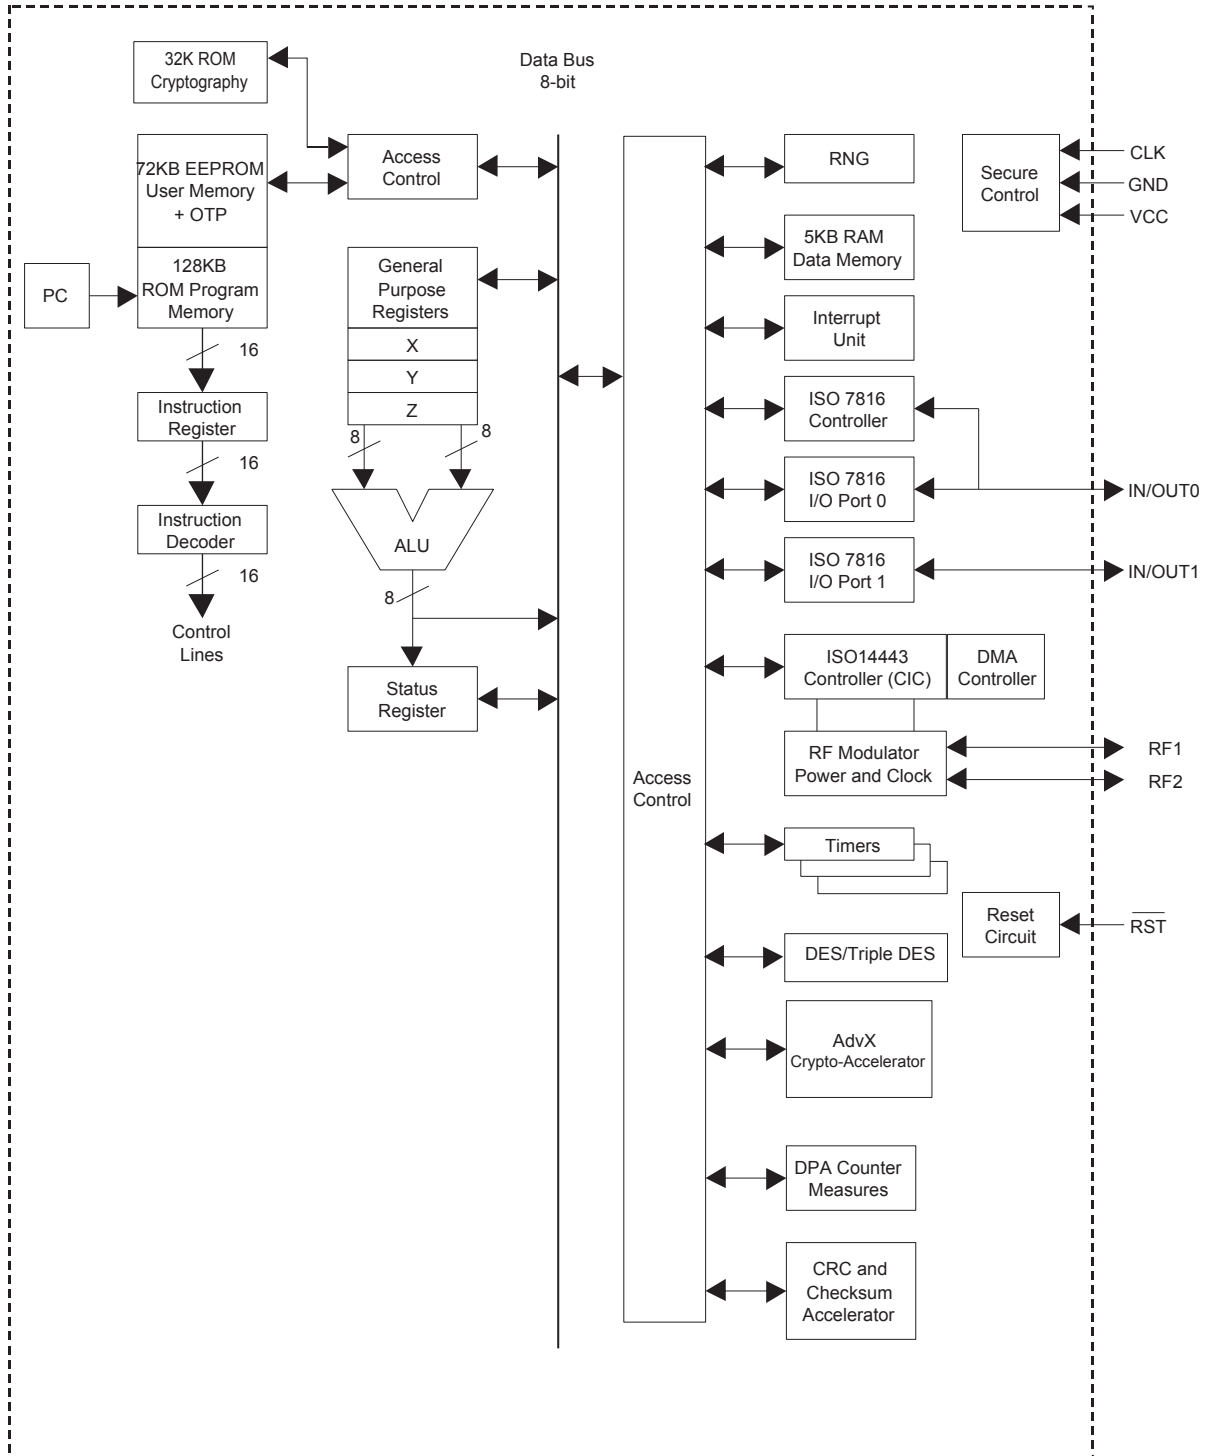 32K ROM
Cryptography
Data Bus
8-bit
72KB EEPROM
User Memory
+ OTP
Access
Control
RNG
Secure
Control
CLK
GND
VCC
5KB RAM
Data Memory
PC
128KB
ROM Program
Memory
General
Purpose
Registers
X
Y
Z
Interrupt
Unit
16
Instruction
Register
ISO 7816
Controller
8
8
16
ISO 7816
I/O Port 0
IN/OUT0
Instruction
Decoder
ALU
ISO 7816
I/O Port 1
IN/OUT1
16
8
Control
Lines
Status
Register
ISO14443
Controller (CIC)
DMA
Controller
RF Modulator
Power and Clock
RF1
RF2
Access
Control
Timers
Reset
Circuit
RST
DES/Triple DES
AdvX
Crypto-Accelerator
DPA Counter
Measures
CRC and
Checksum
Accelerator